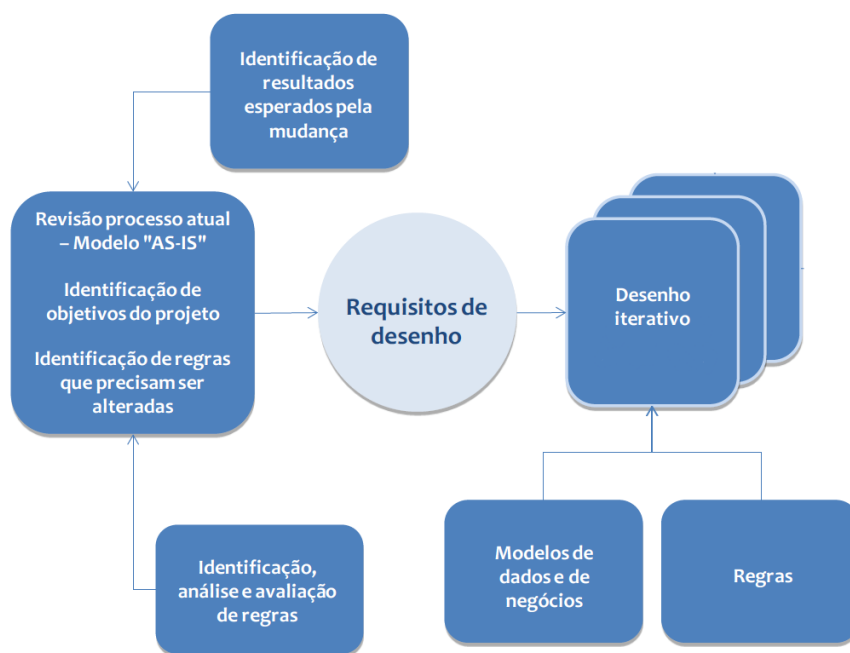 Identificação de
resultados
esperados pela
mudança
Revisão processo atual
– Modelo "AS-IS"
Identificação de
objetivos do projeto
Identificação de regras
que precisam ser
alteradas
Requisitos de
desenho
Desenho
iterativo
Identificação,
análise e avaliação
de regras
Modelos de
dados e de
negócios
Regras